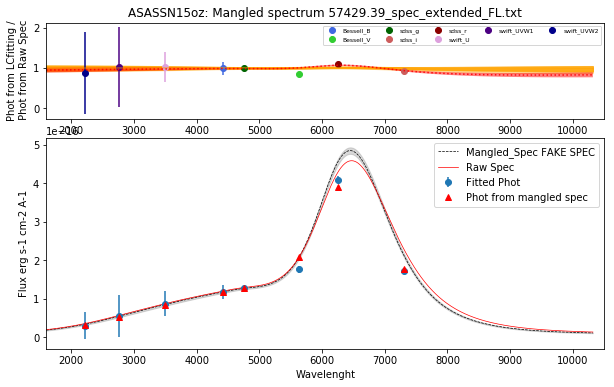 ASASSN15oz: Mangled spectrum 57429.39_spec_extended_FL.txt
Phot from LCfitting /
Phot from Raw Spec
2
1
0
Bessell_B
Bessell_V
sdss_g
sdss_i
sdss_r
swift_U
swift_UVW1
swift_UVW2
2000 3000 4000 5000 6000 7000 8000 9000 10000
1e−16
Flux erg s-1 cm-2 A-1
5
4
3
2
1
0
Mangled_Spec FAKE SPEC
Raw Spec
Fitted Phot
Phot from mangled spec
2000 3000 4000 5000 6000 7000 8000 9000 10000
Wavelenght